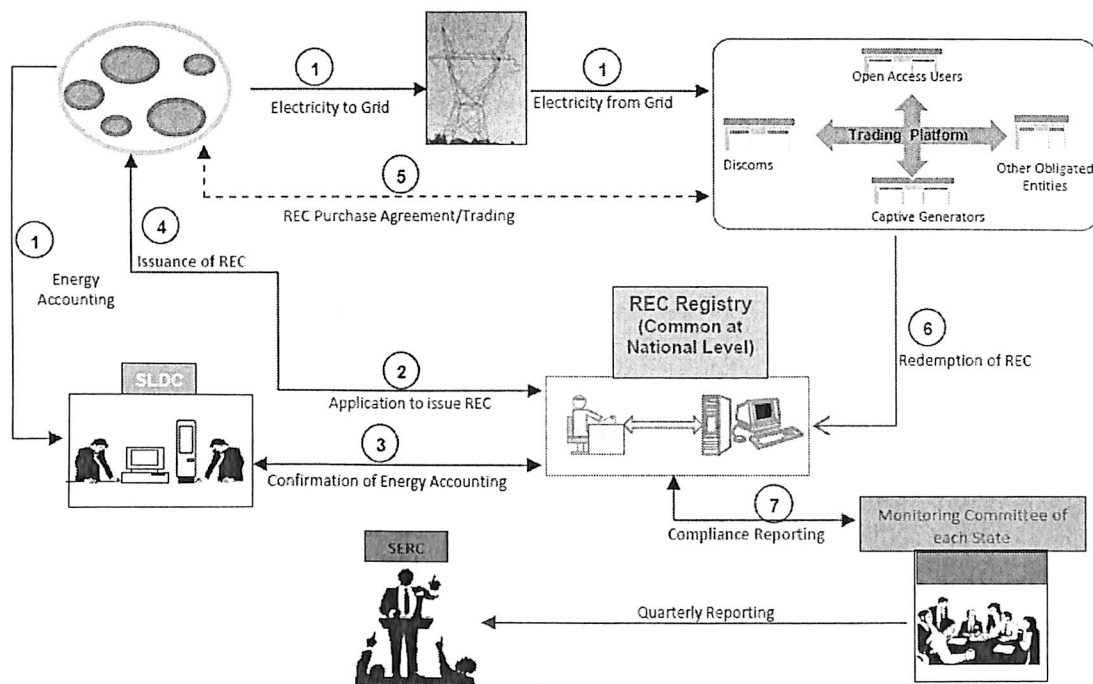 1
Electricity to Grid
1
Electricity from Grid
Open Access Users
Trading Platform
Discoms
Other Obligated
Entities
Captive Generators
5
REC Purchase Agreement/Trading
4
Issuance of REC
1
Energy
Accounting
REC Registry
(Common at
National Level)
6
Redemption of REC
SLDC
2
Application to issue REC
3
Confirmation of Energy Accounting
7
Compliance Reporting
Monitoring Committee of
each State
SERC
Quarterly Reporting